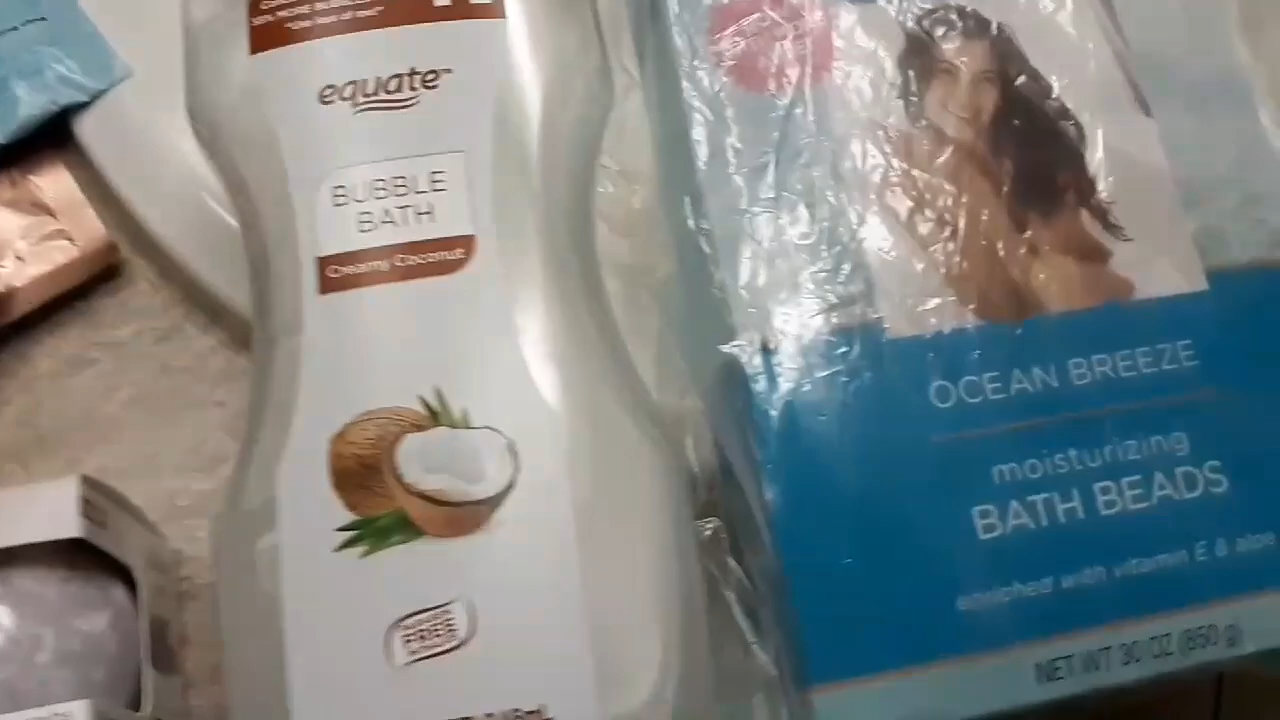 equate
BUBBLE
BATH
Creamy Coconut
FREE
OCEAN BREEZE
moisturizing
BATH BEADS
enriched with vitamin E & aloe
NET WT 30 OZ (850 g)